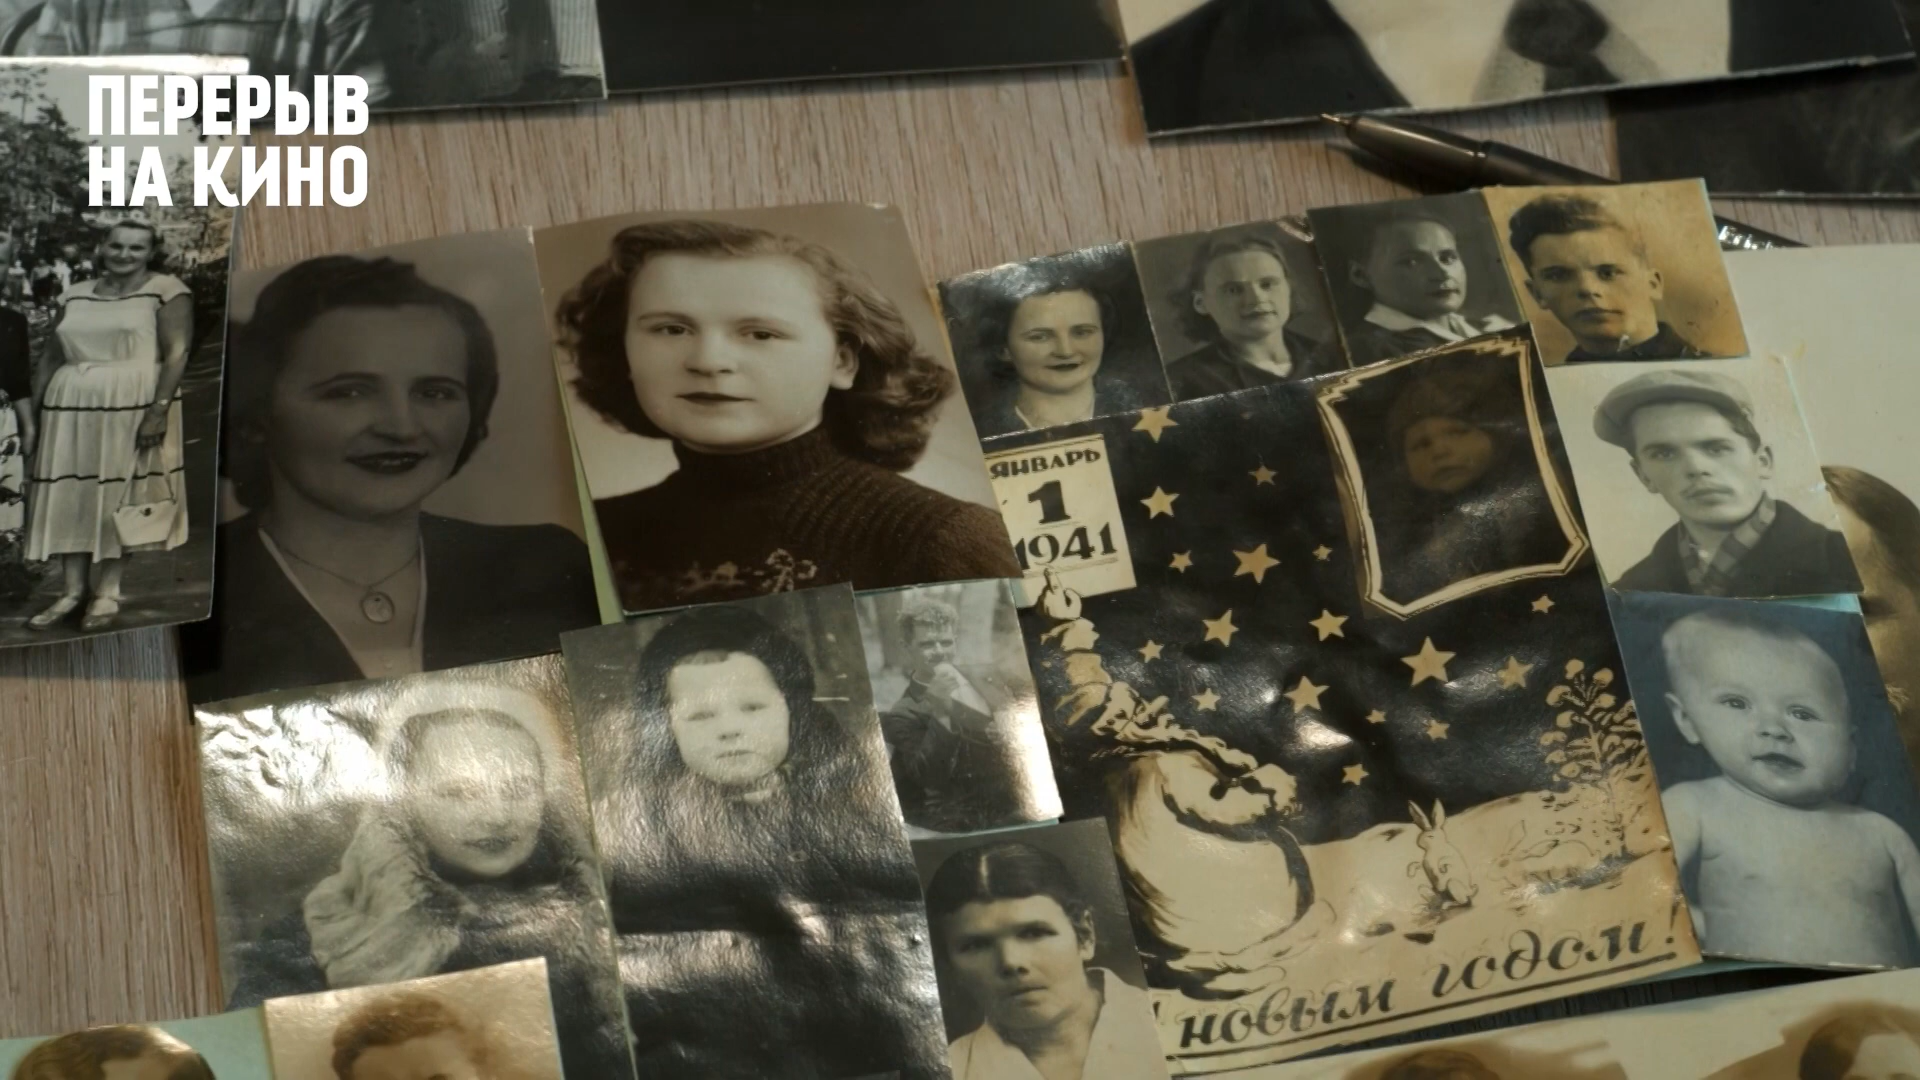 ПЕРЕРЫВ
НА КИНО
ЯНВАРЬ
1
1941
новым годом!